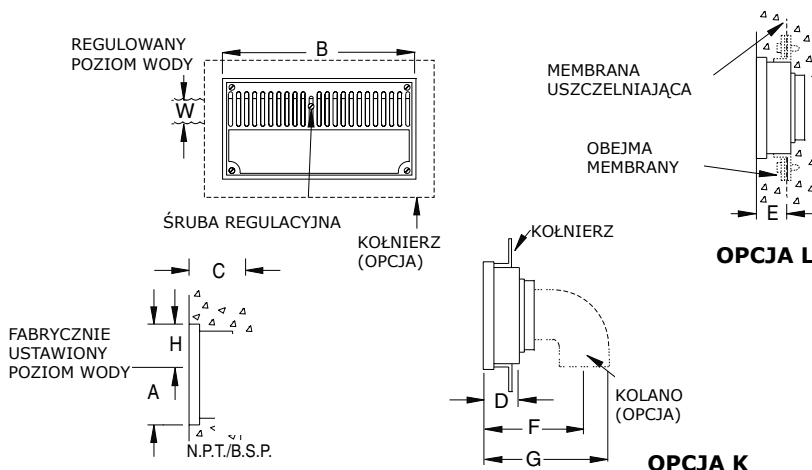 REGULOWANY
POZIOM WODY
B
W
ŚRUBA REGULACYJNA
KOŁNIERZ
(OPCJA)
MEMBRANA
USZCZELNIAJĄCA
OBEJMA
MEMBRANY
E
OPCJA L
C
FABRYCZNIE
USTAWIONY
POZIOM WODY
H
A
N.P.T./B.S.P.
KOŁNIERZ
D
F
G
KOLANO
(OPCJA)
OPCJA K